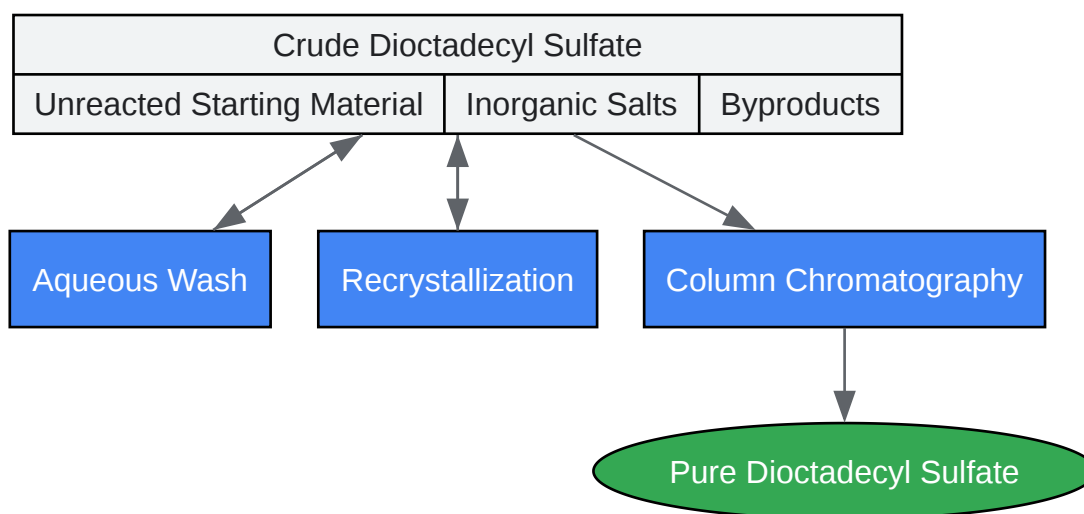 Crude Dioctadecyl Sulfate
Unreacted Starting Material
Inorganic Salts
Byproducts
Aqueous Wash
Recrystallization
Column Chromatography
Pure Dioctadecyl Sulfate